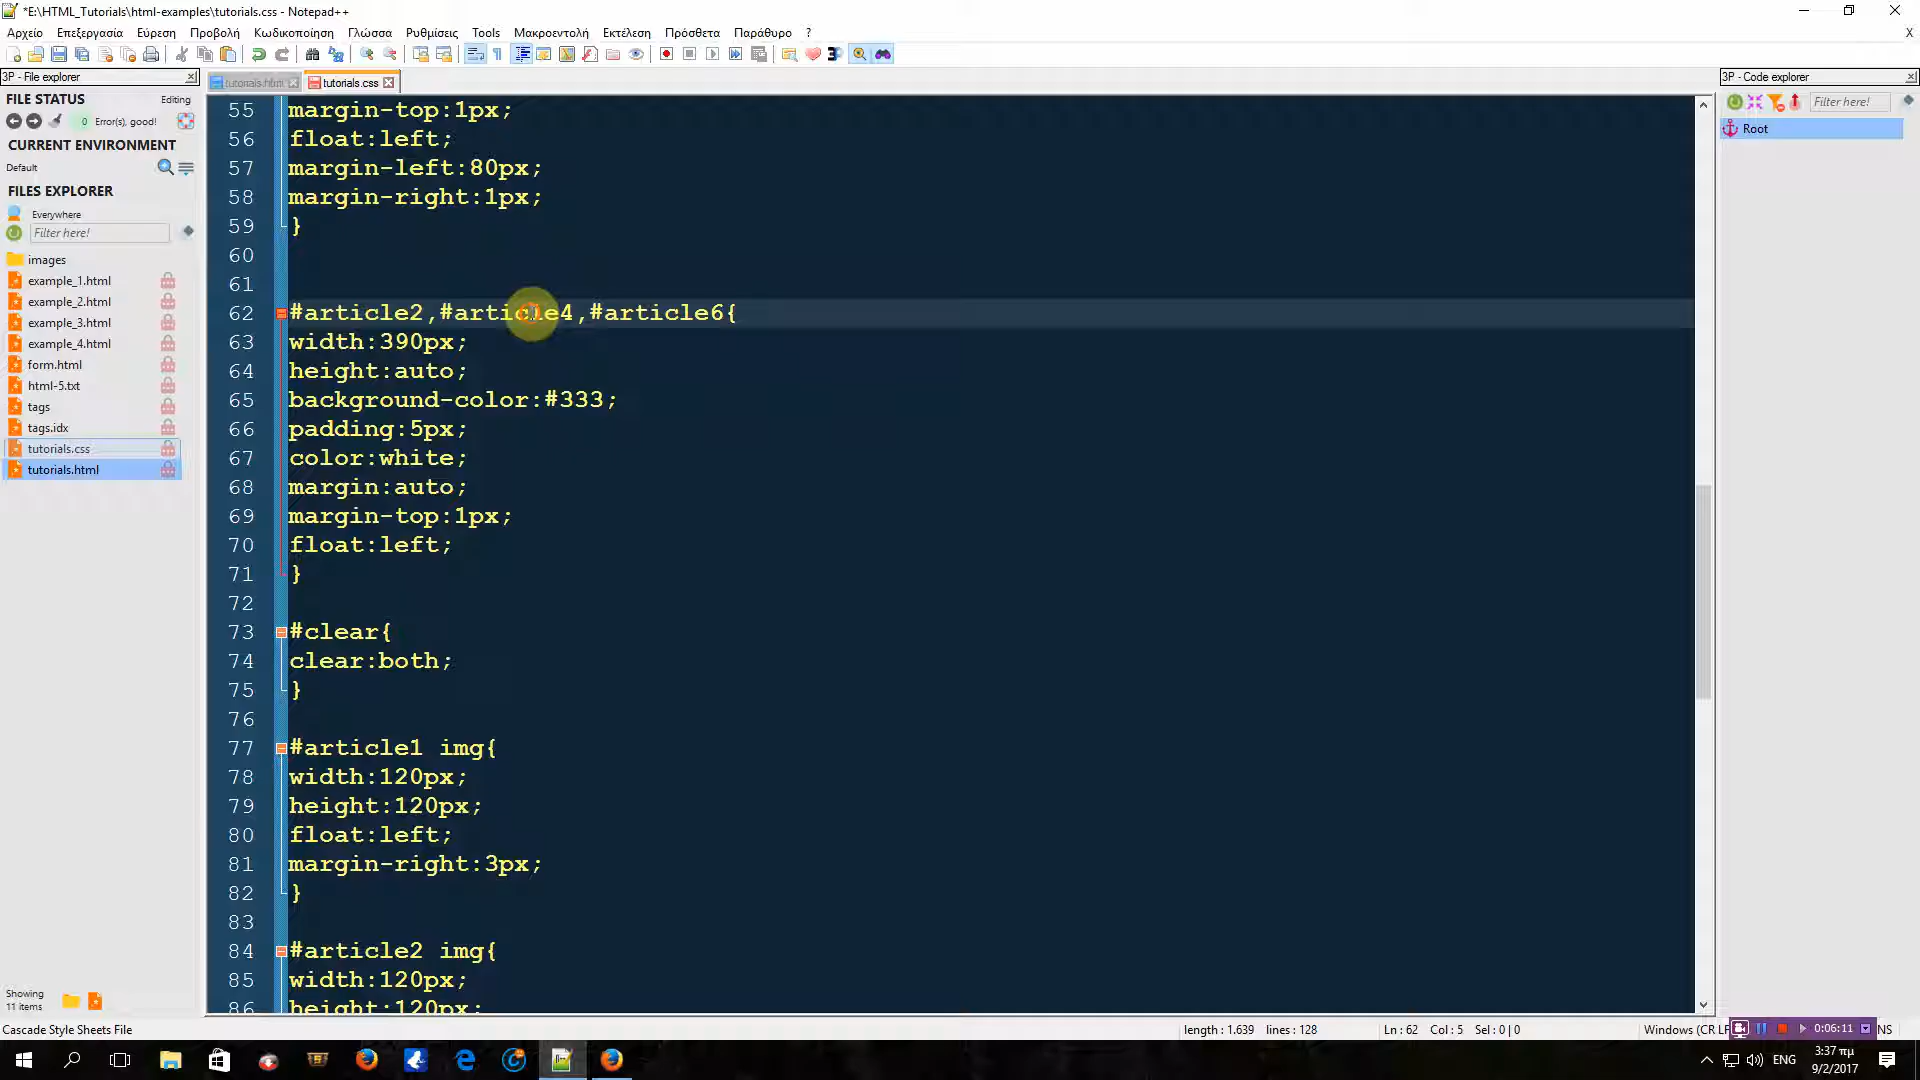 *E:\HTML_Tutorials\html-examples\tutorials.css - Notepad++
Αρχείο Επεξεργασία Εύρεση Προβολή Κωδικοποίηση Γλώσσα Ρυθμίσεις Tools Μακροεντολή Εκτέλεση Πρόσθετα Παράθυρο ? X
3P - File explorer
FILE STATUS Editing
0 Error(s), good!
CURRENT ENVIRONMENT
Default
FILES EXPLORER
Everywhere
Filter here!
images
example_1.html
example_2.html
example_3.html
example_4.html
form.html
html-5.txt
tags
tags.idx
tutorials.css
tutorials.html
Showing
11 items
tutorials.html tutorials.css
55 margin-top:1px;
56 float:left;
57 margin-left:80px;
58 margin-right:1px;
59 }
60
61
62 #article2,#article4,#article6{
63 width:390px;
64 height:auto;
65 background-color:#333;
66 padding:5px;
67 color:white;
68 margin:auto;
69 margin-top:1px;
70 float:left;
71 }
72
73 #clear{
74 clear:both;
75 }
76
77 #article1 img{
78 width:120px;
79 height:120px;
80 float:left;
81 margin-right:3px;
82 }
83
84 #article2 img{
85 width:120px;
86 height:120px;
3P - Code explorer
Filter here!
Root
Cascade Style Sheets File length : 1.639 lines : 128 Ln : 62 Col : 5 Sel : 0 | 0 Windows (CR LF 0:06:11 NS
ENG 3:37 πμ
9/2/2017